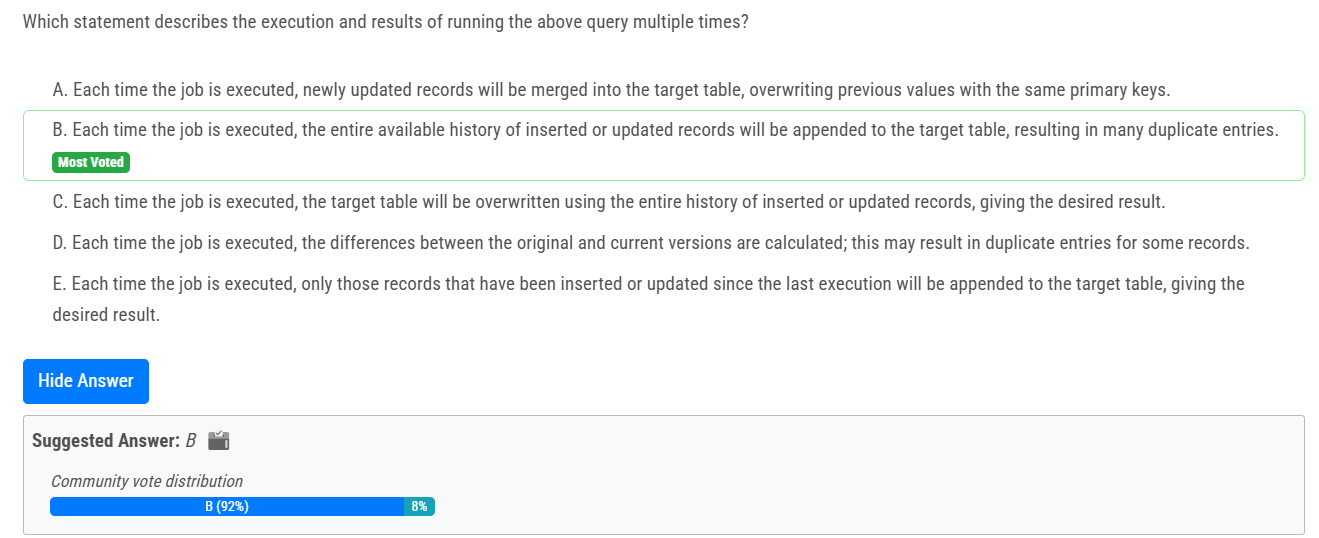 Which statement describes the execution and results of running the above query multiple times?
A. Each time the job is executed, newly updated records will be merged into the target table, overwriting previous values with the same primary keys.
B. Each time the job is executed, the entire available history of inserted or updated records will be appended to the target table, resulting in many duplicate entries.
Most Voted
C. Each time the job is executed, the target table will be overwritten using the entire history of inserted or updated records, giving the desired result.
D. Each time the job is executed, the differences between the original and current versions are calculated; this may result in duplicate entries for some records.
E. Each time the job is executed, only those records that have been inserted or updated since the last execution will be appended to the target table, giving the
desired result.
Hide Answer
Suggested Answer: B
Community vote distribution
B (92%) 8%